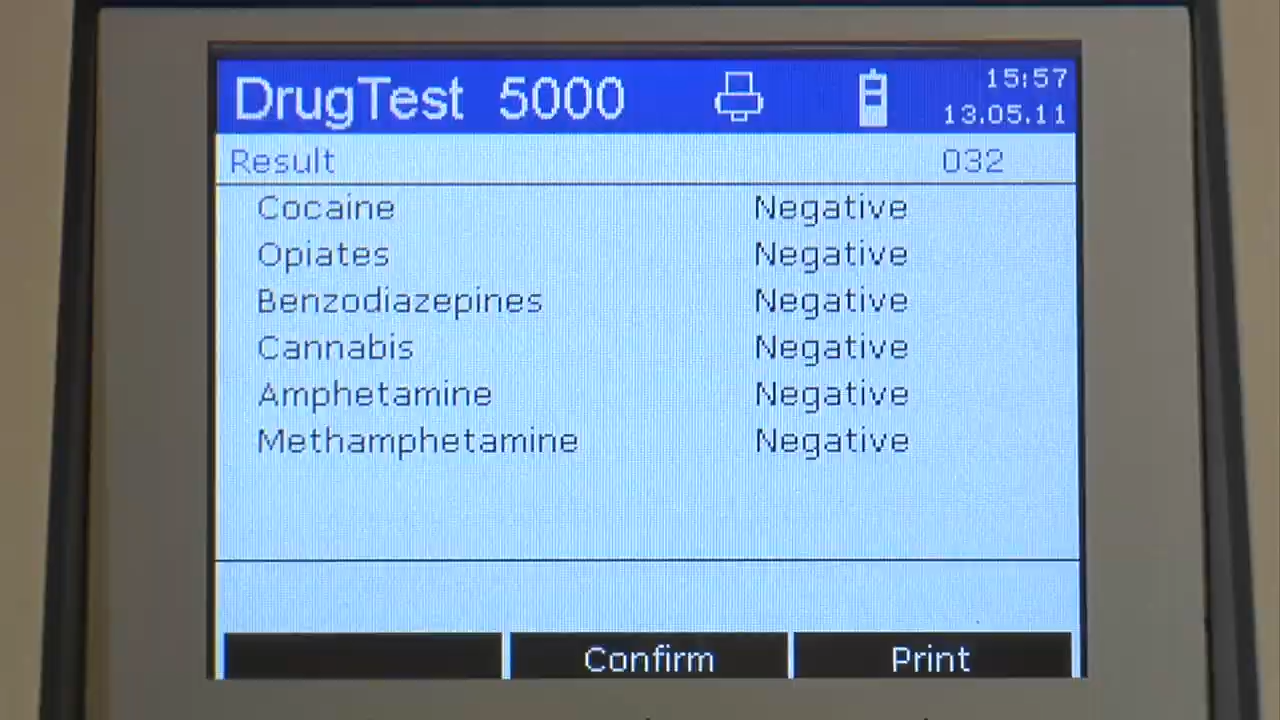 DrugTest 5000
15:57
13.05.11
Result 032
Cocaine Negative
Opiates Negative
Benzodiazepines Negative
Cannabis Negative
Amphetamine Negative
Methamphetamine Negative
Confirm Print